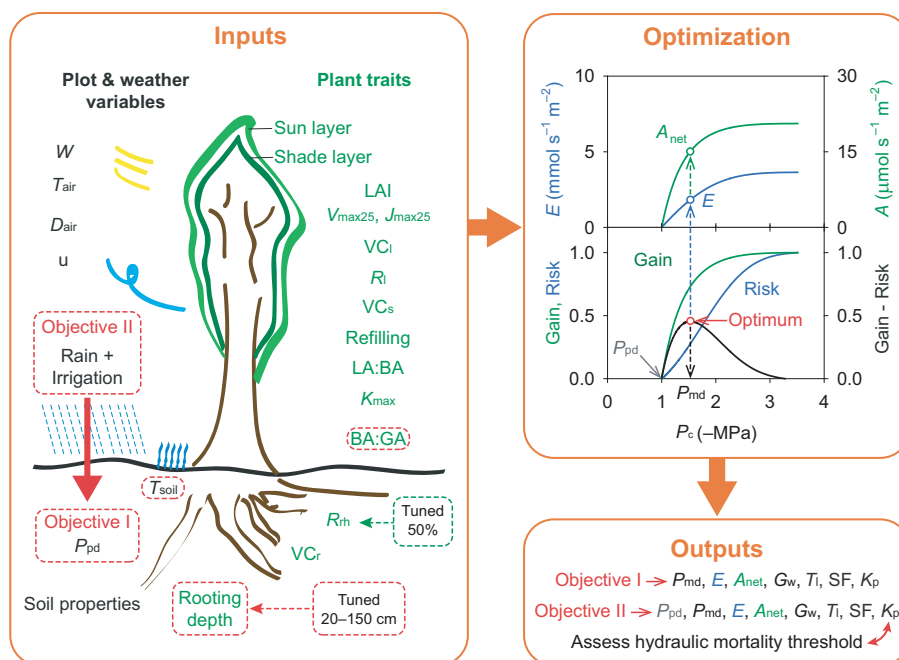 Inputs
Plot & weather
variables
Plant traits
Sun layer
Shade layer
W
Tair
Dair
u
LAI
Vmax25, Jmax25
VCl
Rl
VCs
Refilling
LA:BA
Kmax
BA:GA
Objective II
Rain +
Irrigation
Tsoil
Objective I
Ppd
Rrh
Tuned
50%
VCr
Soil properties
Rooting
depth
Tuned
20–150 cm
Optimization
E (mmol s–1 m–2)
10
5
0
Anet
E
30
15
0
A (µmol s–1 m–2)
Gain, Risk
1.0
0.5
0.0
Gain
Risk
Optimum
Ppd
Pmd
1.0
0.5
0.0
Gain - Risk
0 1 2 3 4
Pc (–MPa)
Outputs
Objective I Pmd, E, Anet, Gw, Tl, SF, Kp
Objective II Ppd, Pmd, E, Anet, Gw, Tl, SF, Kp
Assess hydraulic mortality threshold